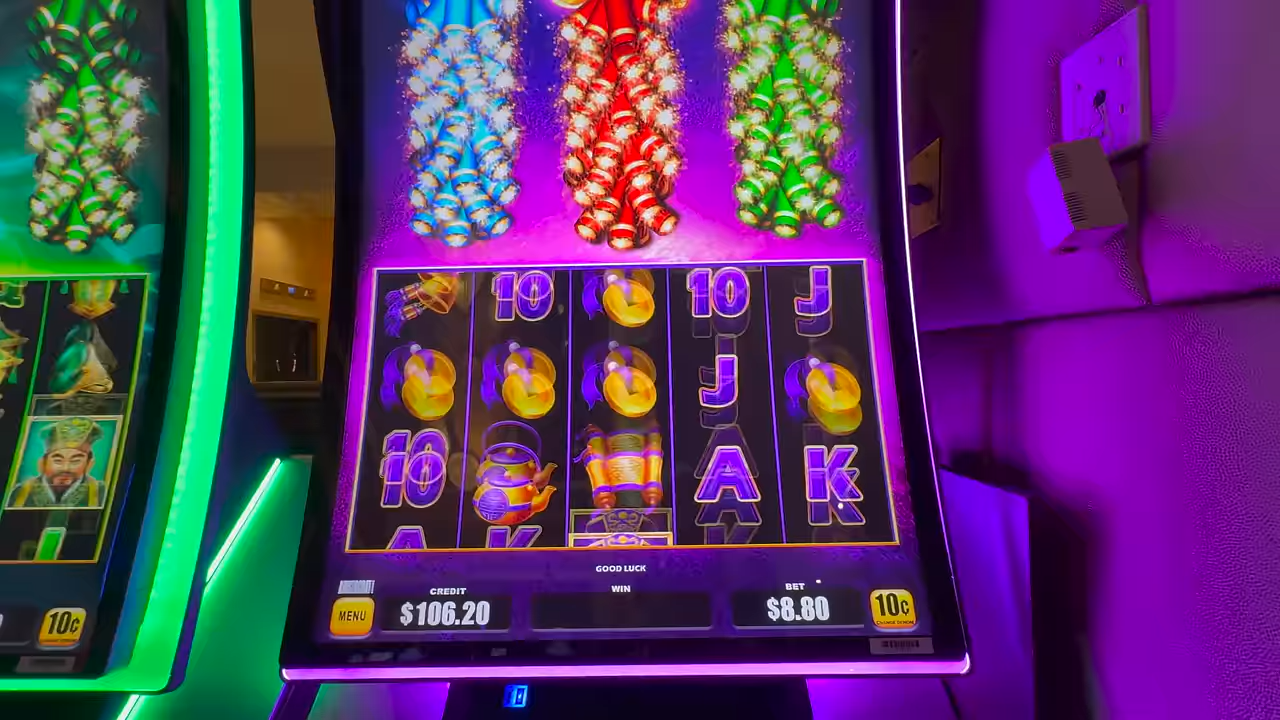 10 10 J
J
10 A K
A K K
GOOD LUCK
CREDIT WIN BET
MENU $106.20 $8.80 10¢
10¢